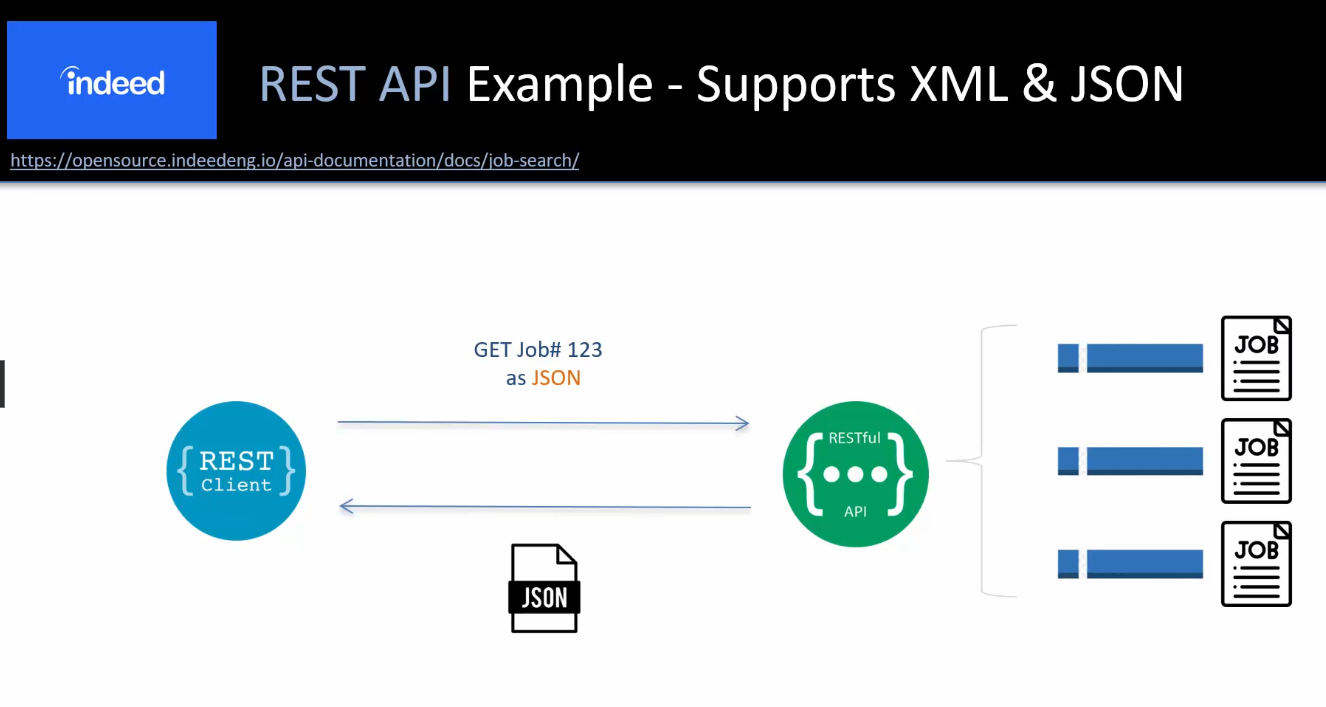 indeed
REST API Example - Supports XML & JSON
https://opensource.indeedeng.io/api-documentation/docs/job-search/
GET Job# 123
as JSON
{ REST }
Client
RESTful
{ ••• }
API
JSON
JOB
JOB
JOB